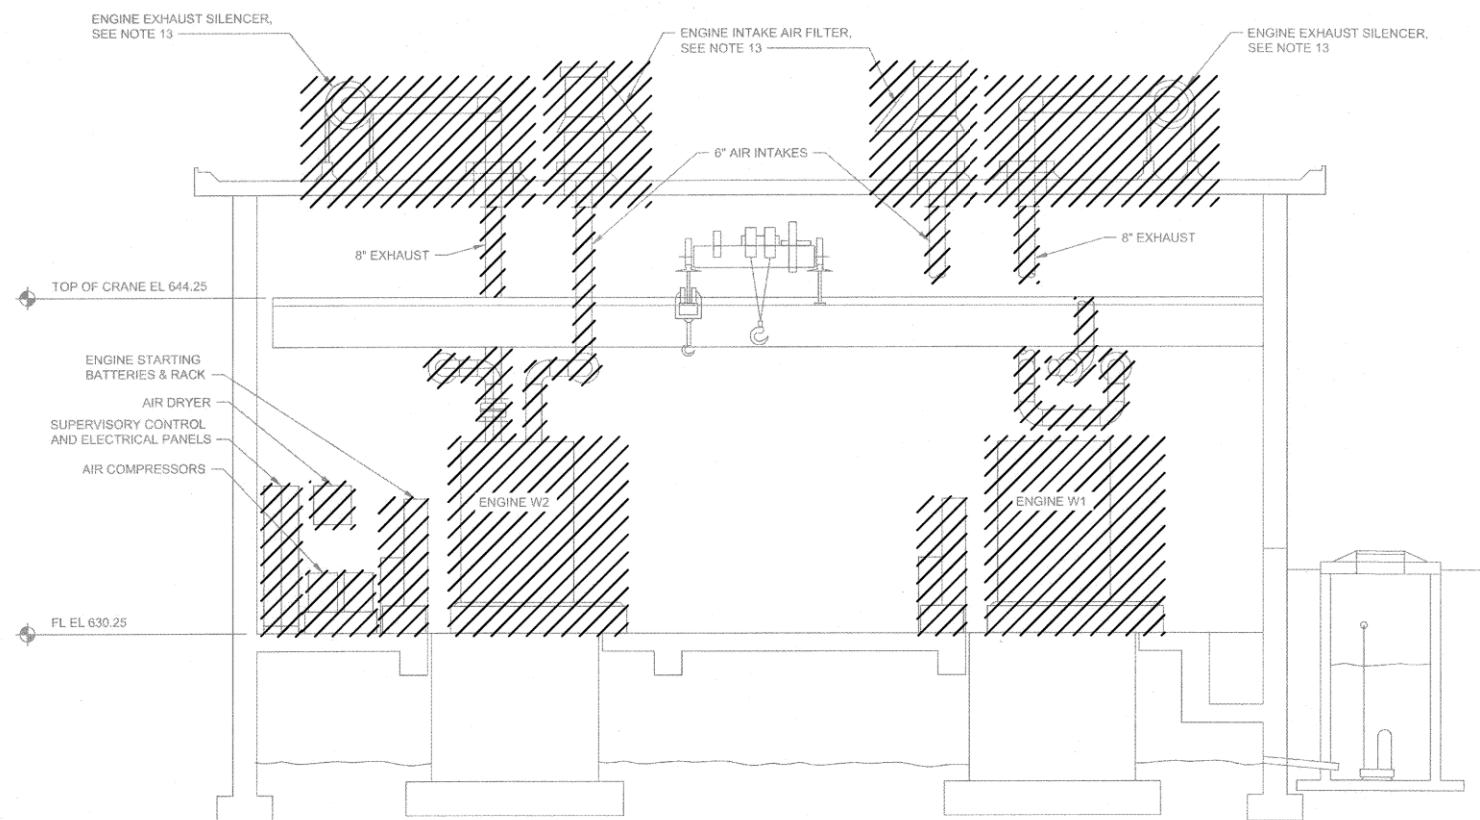 ENGINE EXHAUST SILENCER,
SEE NOTE 13
ENGINE INTAKE AIR FILTER,
SEE NOTE 13
ENGINE EXHAUST SILENCER,
SEE NOTE 13
6" AIR INTAKES
8" EXHAUST
8" EXHAUST
TOP OF CRANE EL 644.25
ENGINE STARTING
BATTERIES & RACK
AIR DRYER
SUPERVISORY CONTROL
AND ELECTRICAL PANELS
AIR COMPRESSORS
ENGINE W2
ENGINE W1
FL EL 630.25